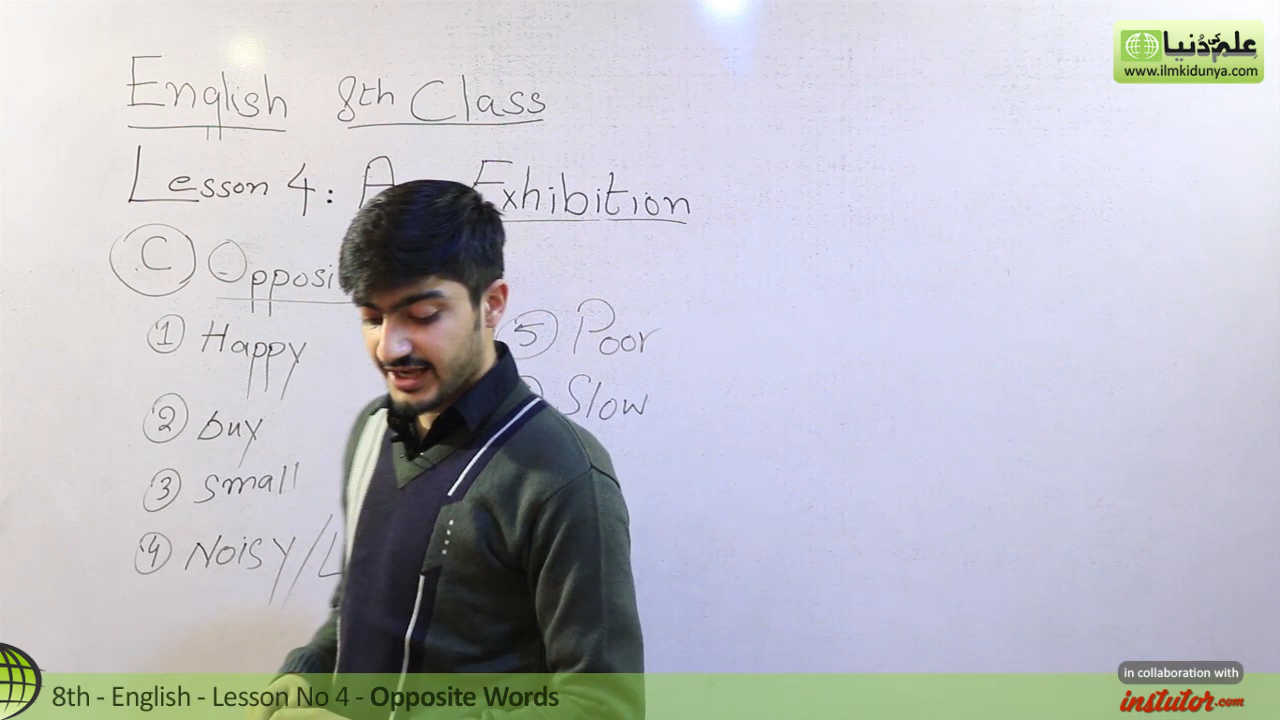 علم کی دُنیا
www.ilmkidunya.com
English 8th Class
Lesson 4: Exhibition
C Opposi
1 Happy
2 buy
3 small
4 Noisy/L
5 Poor
Slow
8th - English - Lesson No 4 - Opposite Words
in collaboration with
instutor.com